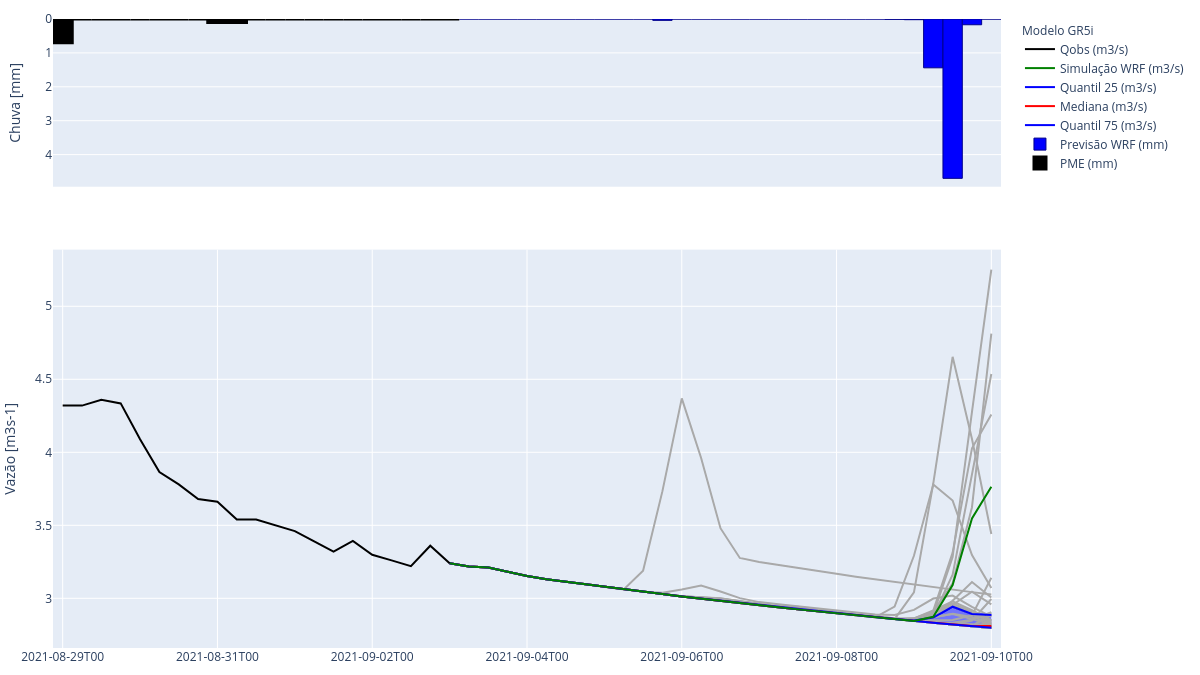 0
1
2
3
4
Chuva [mm]
Modelo GR5i
Qobs (m3/s)
Simulação WRF (m3/s)
Quantil 25 (m3/s)
Mediana (m3/s)
Quantil 75 (m3/s)
Previsão WRF (mm)
PME (mm)
5
4.5
4
3.5
3
Vazão [m3s-1]
2021-08-29T00
2021-08-31T00
2021-09-02T00
2021-09-04T00
2021-09-06T00
2021-09-08T00
2021-09-10T00